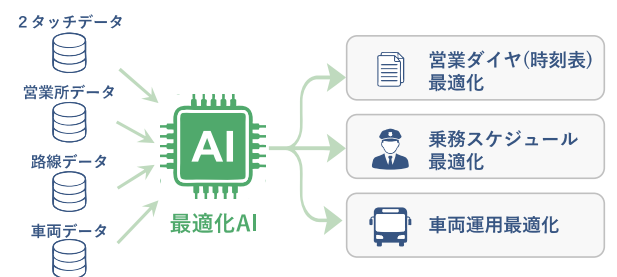 2タッチデータ
営業所データ
路線データ
車両データ
AI
最適化AI
営業ダイヤ(時刻表)
最適化
乗務スケジュール
最適化
車両運用最適化